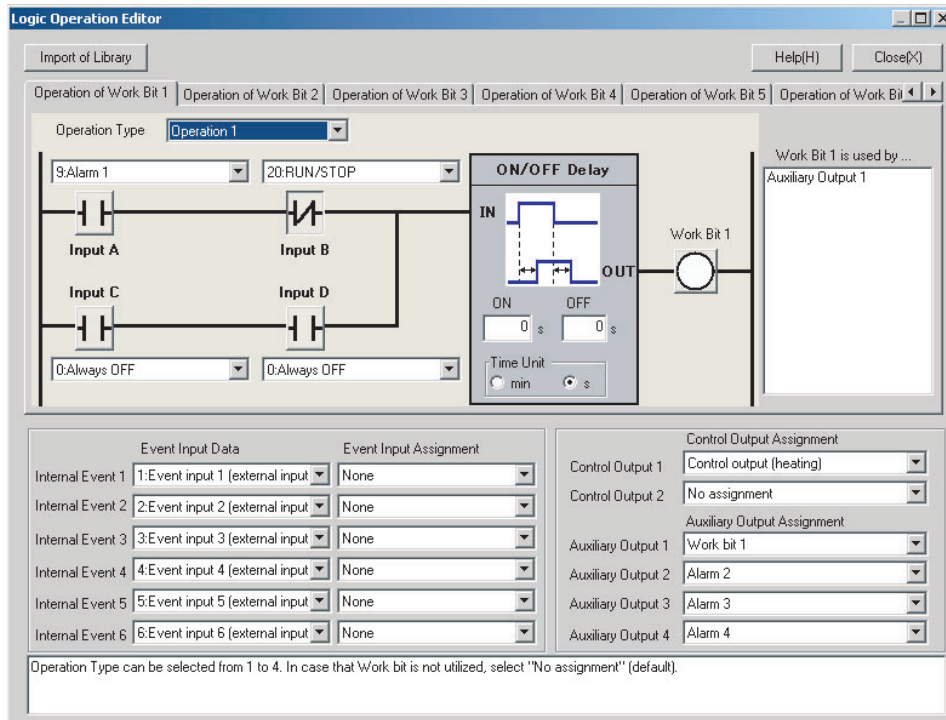 Logic Operation Editor
Import of Library
Help(H)
Close(X)
Operation of Work Bit 1
Operation of Work Bit 2
Operation of Work Bit 3
Operation of Work Bit 4
Operation of Work Bit 5
Operation of Work Bit
Operation Type
Operation 1
9:Alarm 1
20:RUN/STOP
Input A
Input B
Input C
Input D
0:Always OFF
0:Always OFF
ON/OFF Delay
IN
OUT
ON
OFF
0 s
0 s
Time Unit
min
s
Work Bit 1
Work Bit 1 is used by ...
Auxiliary Output 1
Event Input Data
Event Input Assignment
Internal Event 1 1:Event input 1 (external input None
Internal Event 2 2:Event input 2 (external input None
Internal Event 3 3:Event input 3 (external input None
Internal Event 4 4:Event input 4 (external input None
Internal Event 5 5:Event input 5 (external input None
Internal Event 6 6:Event input 6 (external input None
Control Output Assignment
Control Output 1 Control output (heating)
Control Output 2 No assignment
Auxiliary Output Assignment
Auxiliary Output 1 Work bit 1
Auxiliary Output 2 Alarm 2
Auxiliary Output 3 Alarm 3
Auxiliary Output 4 Alarm 4
Operation Type can be selected from 1 to 4. In case that Work bit is not utilized, select "No assignment" (default).